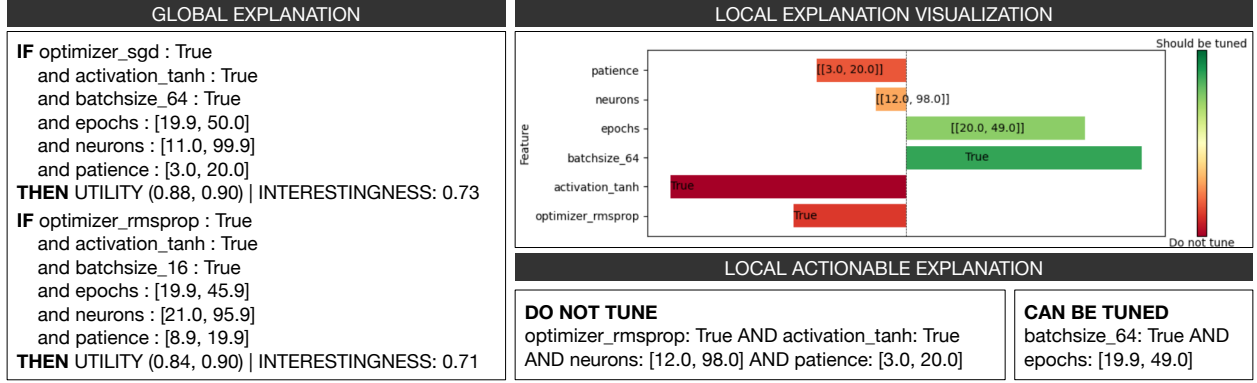 GLOBAL EXPLANATION
IF optimizer_sgd : True
and activation_tanh : True
and batchsize_64 : True
and epochs : [19.9, 50.0]
and neurons : [11.0, 99.9]
and patience : [3.0, 20.0]
THEN UTILITY (0.88, 0.90) | INTERESTINGNESS: 0.73
IF optimizer_rmsprop : True
and activation_tanh : True
and batchsize_16 : True
and epochs : [19.9, 45.9]
and neurons : [21.0, 95.9]
and patience : [8.9, 19.9]
THEN UTILITY (0.84, 0.90) | INTERESTINGNESS: 0.71
LOCAL EXPLANATION VISUALIZATION
Should be tuned
Feature
patience [[3.0, 20.0]]
neurons [[12.0, 98.0]]
epochs [[20.0, 49.0]]
batchsize_64 True
activation_tanh True
optimizer_rmsprop True
Do not tune
LOCAL ACTIONABLE EXPLANATION
DO NOT TUNE
optimizer_rmsprop: True AND activation_tanh: True
AND neurons: [12.0, 98.0] AND patience: [3.0, 20.0]
CAN BE TUNED
batchsize_64: True AND
epochs: [19.9, 49.0]